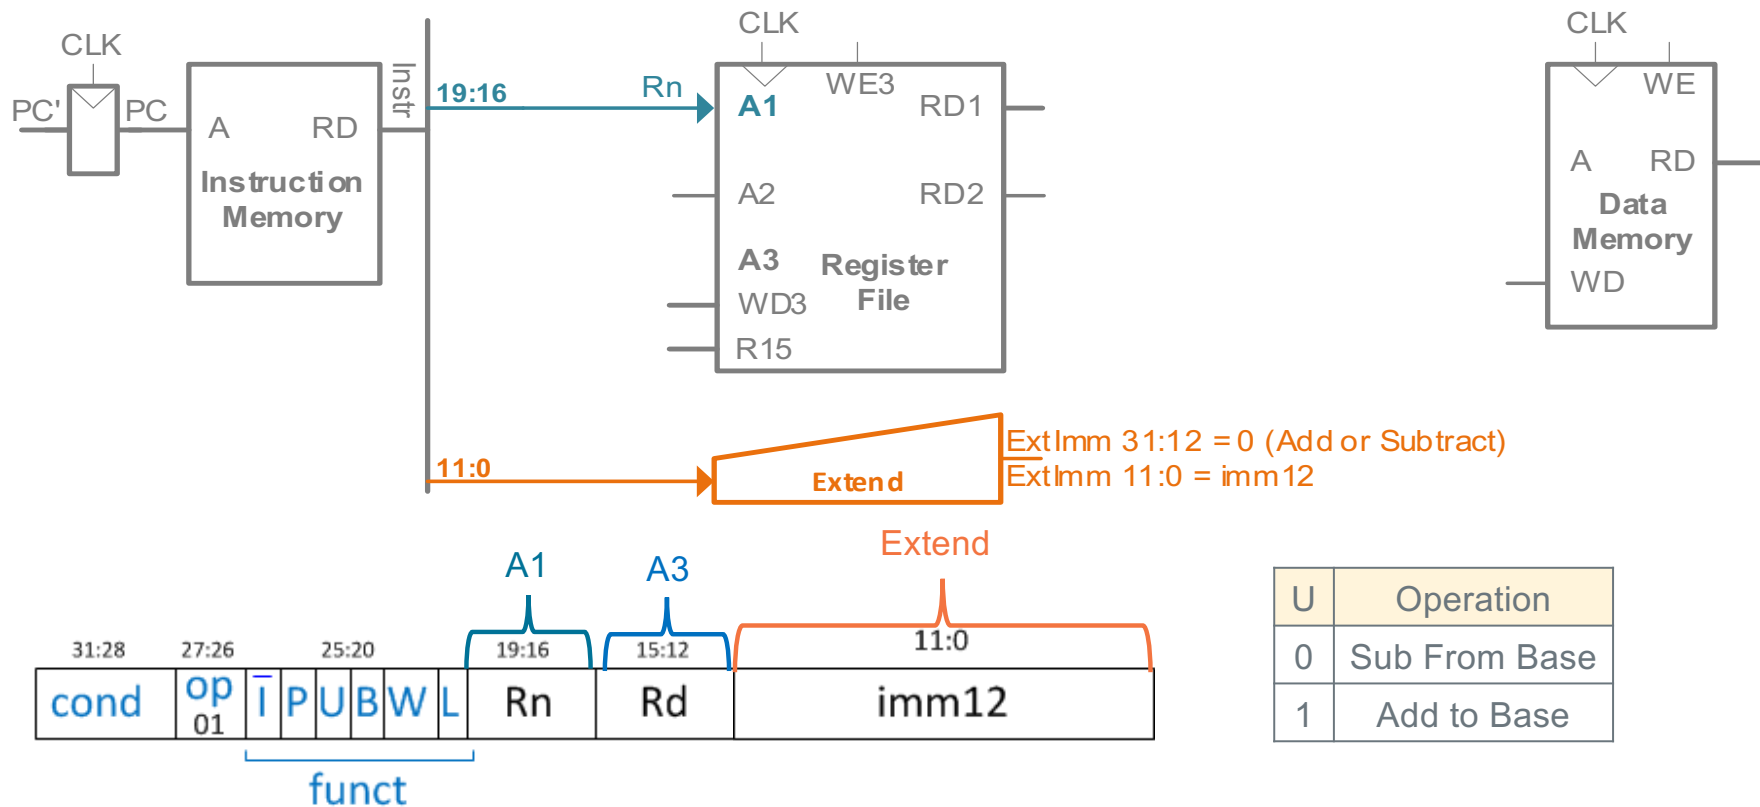 CLK
CLK
CLK
PC'
PC
A
RD
Instruction
Memory
Instr
19:16
Rn
A1
WE3
RD1
A2
RD2
A3
Register
File
WD3
R15
WE
A
RD
Data
Memory
WD
11:0
Extend
ExtImm 31:12 = 0 (Add or Subtract)
ExtImm 11:0 = imm12
A1
A3
Extend
31:28
27:26
25:20
19:16
15:12
11:0
cond
op
01
I
P
U
B
W
L
Rn
Rd
imm12
funct
U Operation
0 Sub From Base
1 Add to Base